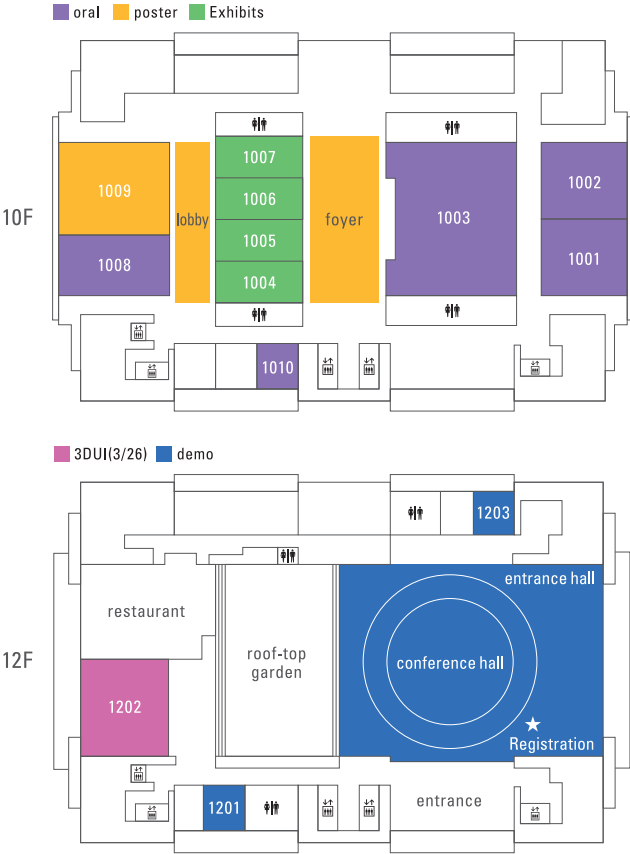 oral poster Exhibits
10F
1009
1008
lobby
1007
1006
1005
1004
foyer
1003
1002
1001
1010
3DUI(3/26) demo
12F
1203
entrance hall
restaurant
roof-top
garden
conference hall
1202
Registration
1201
entrance